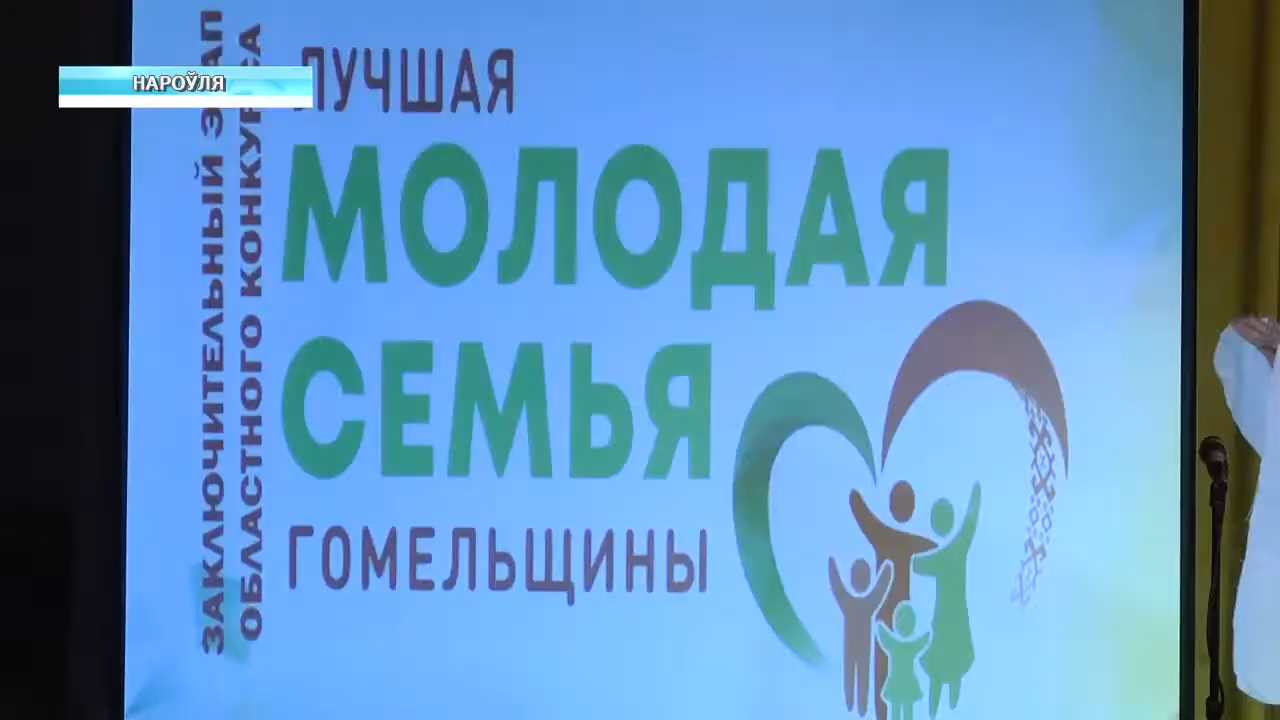 НАРОЎЛЯ
ЗАКЛЮЧИТЕЛЬНЫЙ ЭТАП
ОБЛАСТНОГО КОНКУРСА
ЛУЧШАЯ
МОЛОДАЯ
СЕМЬЯ
ГОМЕЛЬЩИНЫ